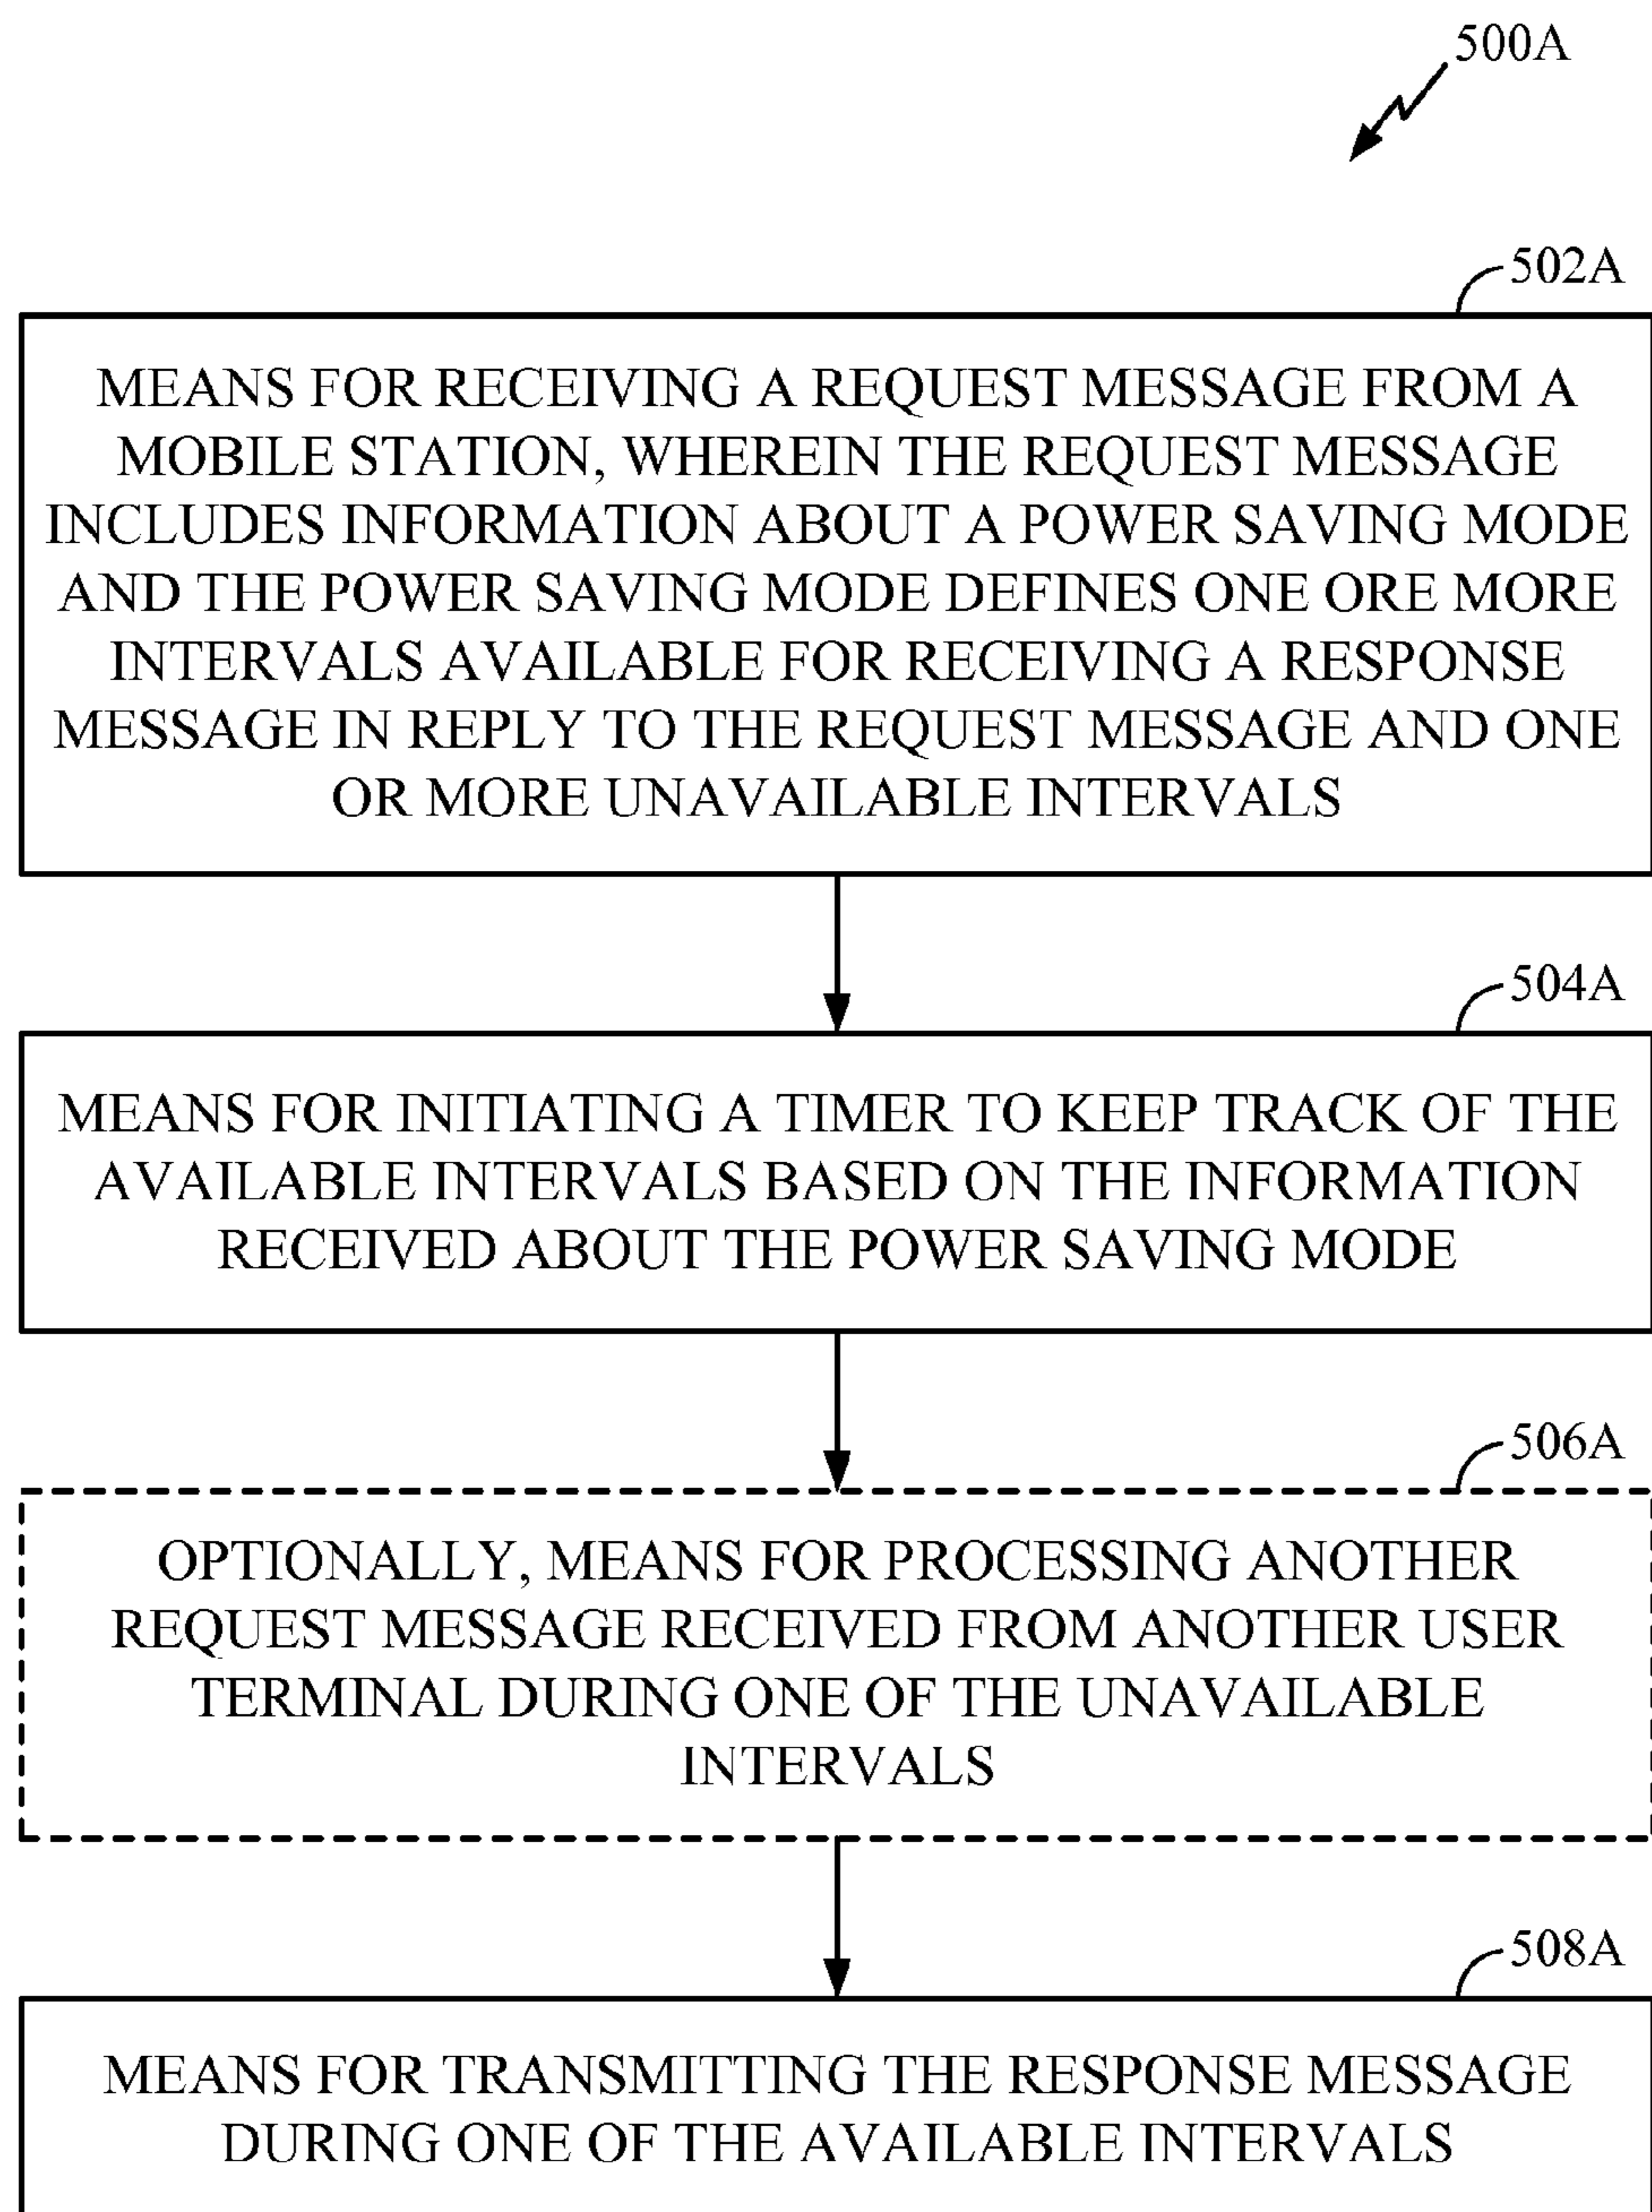 500A
502A
MEANS FOR RECEIVING A REQUEST MESSAGE FROM A
MOBILE STATION, WHEREIN THE REQUEST MESSAGE
INCLUDES INFORMATION ABOUT A POWER SAVING MODE
AND THE POWER SAVING MODE DEFINES ONE ORE MORE
INTERVALS AVAILABLE FOR RECEIVING A RESPONSE
MESSAGE IN REPLY TO THE REQUEST MESSAGE AND ONE
OR MORE UNAVAILABLE INTERVALS
504A
MEANS FOR INITIATING A TIMER TO KEEP TRACK OF THE
AVAILABLE INTERVALS BASED ON THE INFORMATION
RECEIVED ABOUT THE POWER SAVING MODE
506A
OPTIONALLY, MEANS FOR PROCESSING ANOTHER
REQUEST MESSAGE RECEIVED FROM ANOTHER USER
TERMINAL DURING ONE OF THE UNAVAILABLE
INTERVALS
508A
MEANS FOR TRANSMITTING THE RESPONSE MESSAGE
DURING ONE OF THE AVAILABLE INTERVALS